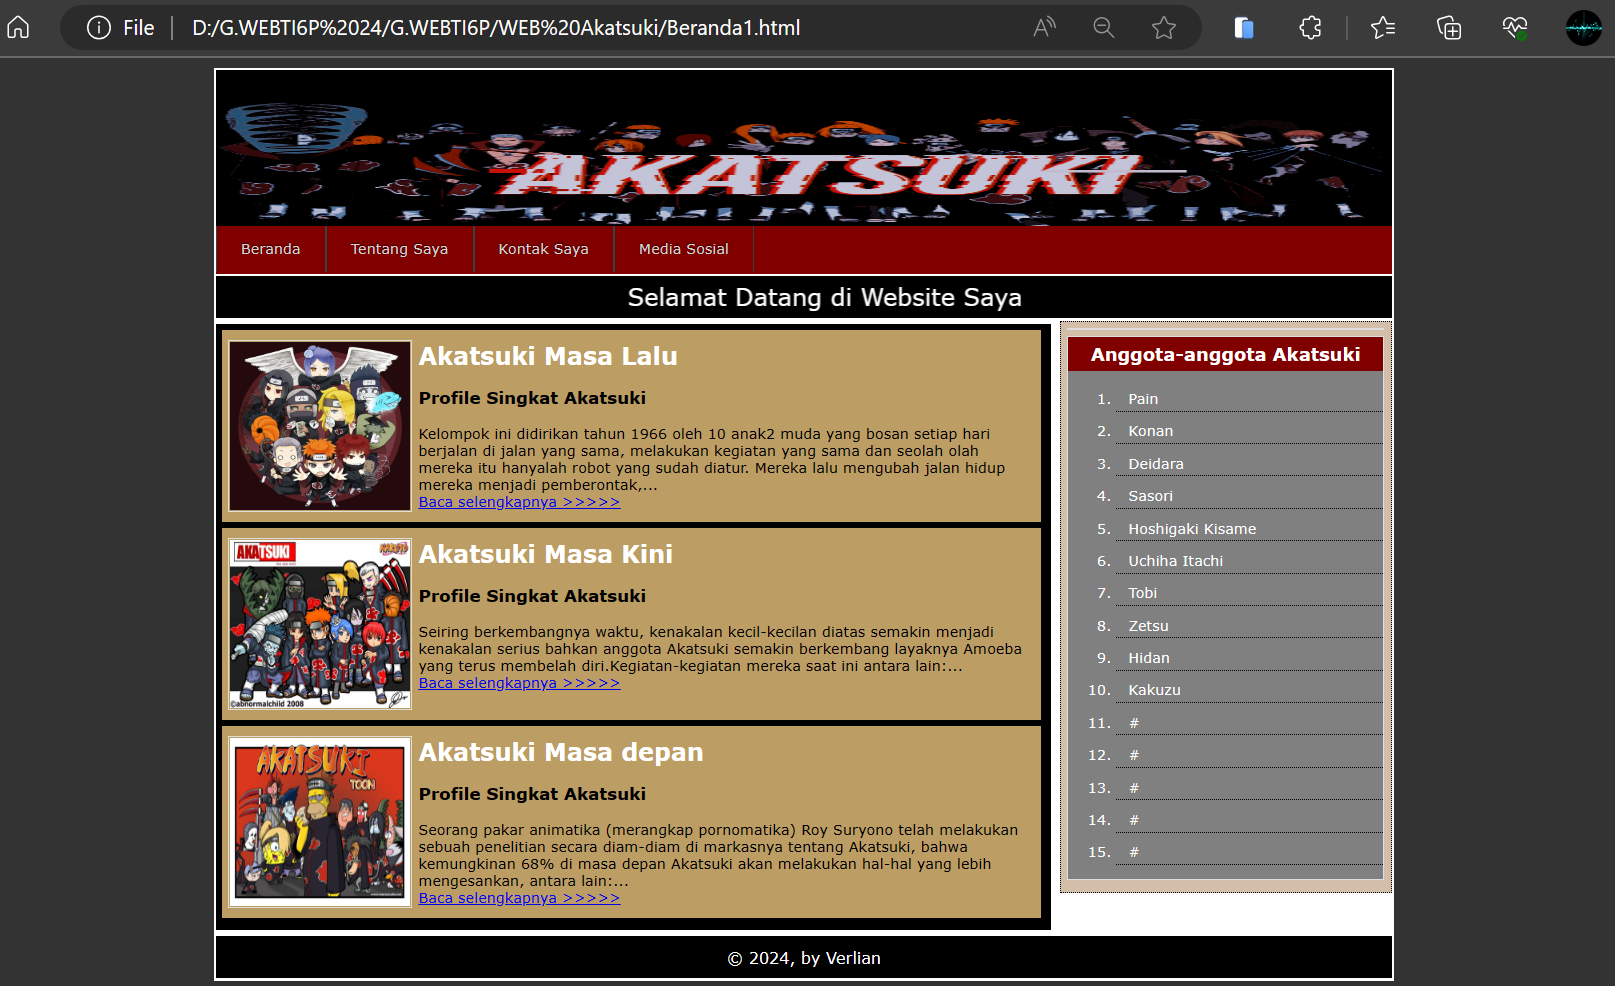 File
D:/G.WEBTI6P%2024/G.WEBTI6P/WEB%20Akatsuki/Beranda1.html
AKATSUKI
Beranda
Tentang Saya
Kontak Saya
Media Sosial
Selamat Datang di Website Saya
Akatsuki Masa Lalu
Profile Singkat Akatsuki
Kelompok ini didirikan tahun 1966 oleh 10 anak2 muda yang bosan setiap hari
berjalan di jalan yang sama, melakukan kegiatan yang sama dan seolah olah
mereka itu hanyalah robot yang sudah diatur. Mereka lalu mengubah jalan hidup
mereka menjadi pemberontak,...
Baca selengkapnya >>>>>
AKATSUKI
NARUTO
©abnormalchild 2008
Akatsuki Masa Kini
Profile Singkat Akatsuki
Seiring berkembangnya waktu, kenakalan kecil-kecilan diatas semakin menjadi
kenakalan serius bahkan anggota Akatsuki semakin berkembang layaknya Amoeba
yang terus membelah diri.Kegiatan-kegiatan mereka saat ini antara lain:...
Baca selengkapnya >>>>>
AKATSUKI
TOON
Akatsuki Masa depan
Profile Singkat Akatsuki
Seorang pakar animatika (merangkap pornomatika) Roy Suryono telah melakukan
sebuah penelitian secara diam-diam di markasnya tentang Akatsuki, bahwa
kemungkinan 68% di masa depan Akatsuki akan melakukan hal-hal yang lebih
mengesankan, antara lain:...
Baca selengkapnya >>>>>
Anggota-anggota Akatsuki
1. Pain
2. Konan
3. Deidara
4. Sasori
5. Hoshigaki Kisame
6. Uchiha Itachi
7. Tobi
8. Zetsu
9. Hidan
10. Kakuzu
11. #
12. #
13. #
14. #
15. #
© 2024, by Verlian